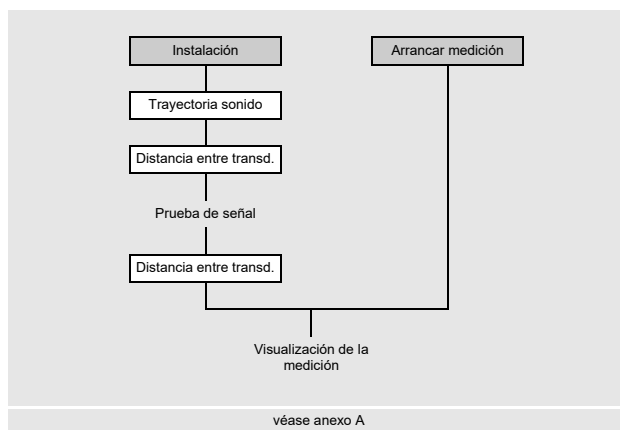 Instalación
Arrancar medición
Trayectoria sonido
Distancia entre transd.
Prueba de señal
Distancia entre transd.
Visualización de la
medición
véase anexo A